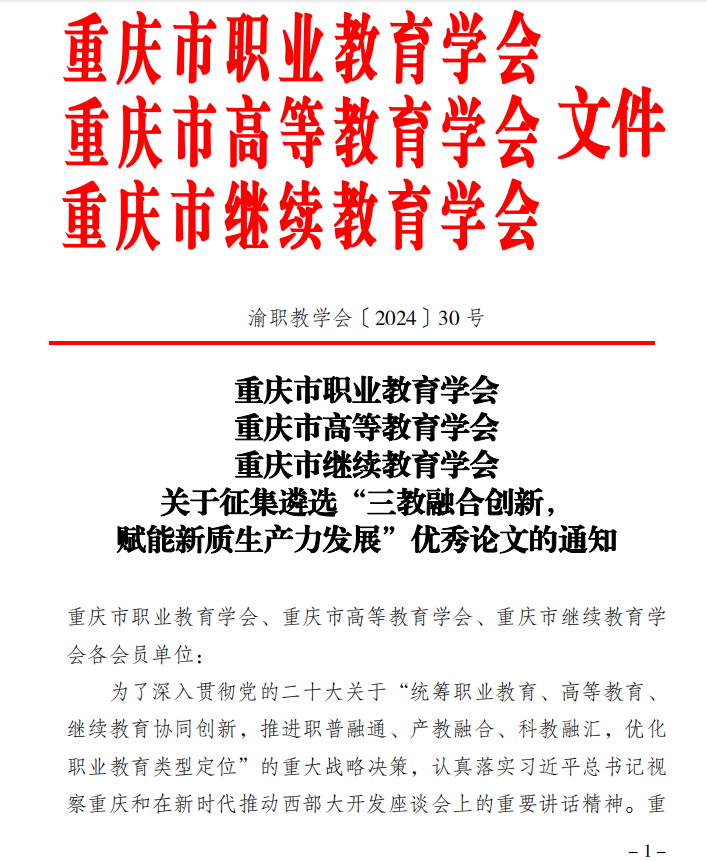 重庆市职业教育学会
重庆市高等教育学会 文件
重庆市继续教育学会
渝职教学会〔2024〕30 号
重庆市职业教育学会
重庆市高等教育学会
重庆市继续教育学会
关于征集遴选“三教融合创新，
赋能新质生产力发展”优秀论文的通知
重庆市职业教育学会、重庆市高等教育学会、重庆市继续教育学
会各会员单位：
为了深入贯彻党的二十大关于“统筹职业教育、高等教育、
继续教育协同创新，推进职普融通、产教融合、科教融汇，优化
职业教育类型定位”的重大战略决策，认真落实习近平总书记视
察重庆和在新时代推动西部大开发座谈会上的重要讲话精神。重
－1－